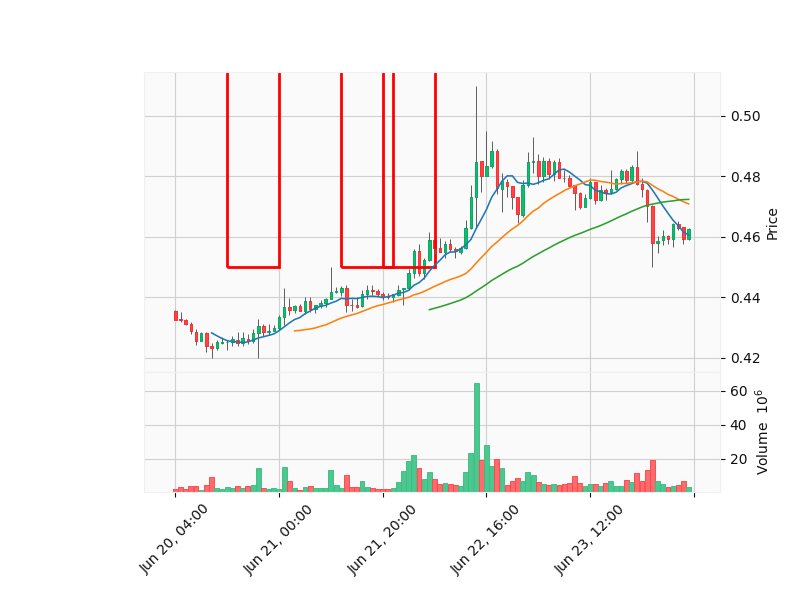 0.50
0.48
0.46
0.44
0.42
Price
60
40
20
Volume 10^6
Jun 20, 04:00
Jun 21, 00:00
Jun 21, 20:00
Jun 22, 16:00
Jun 23, 12:00